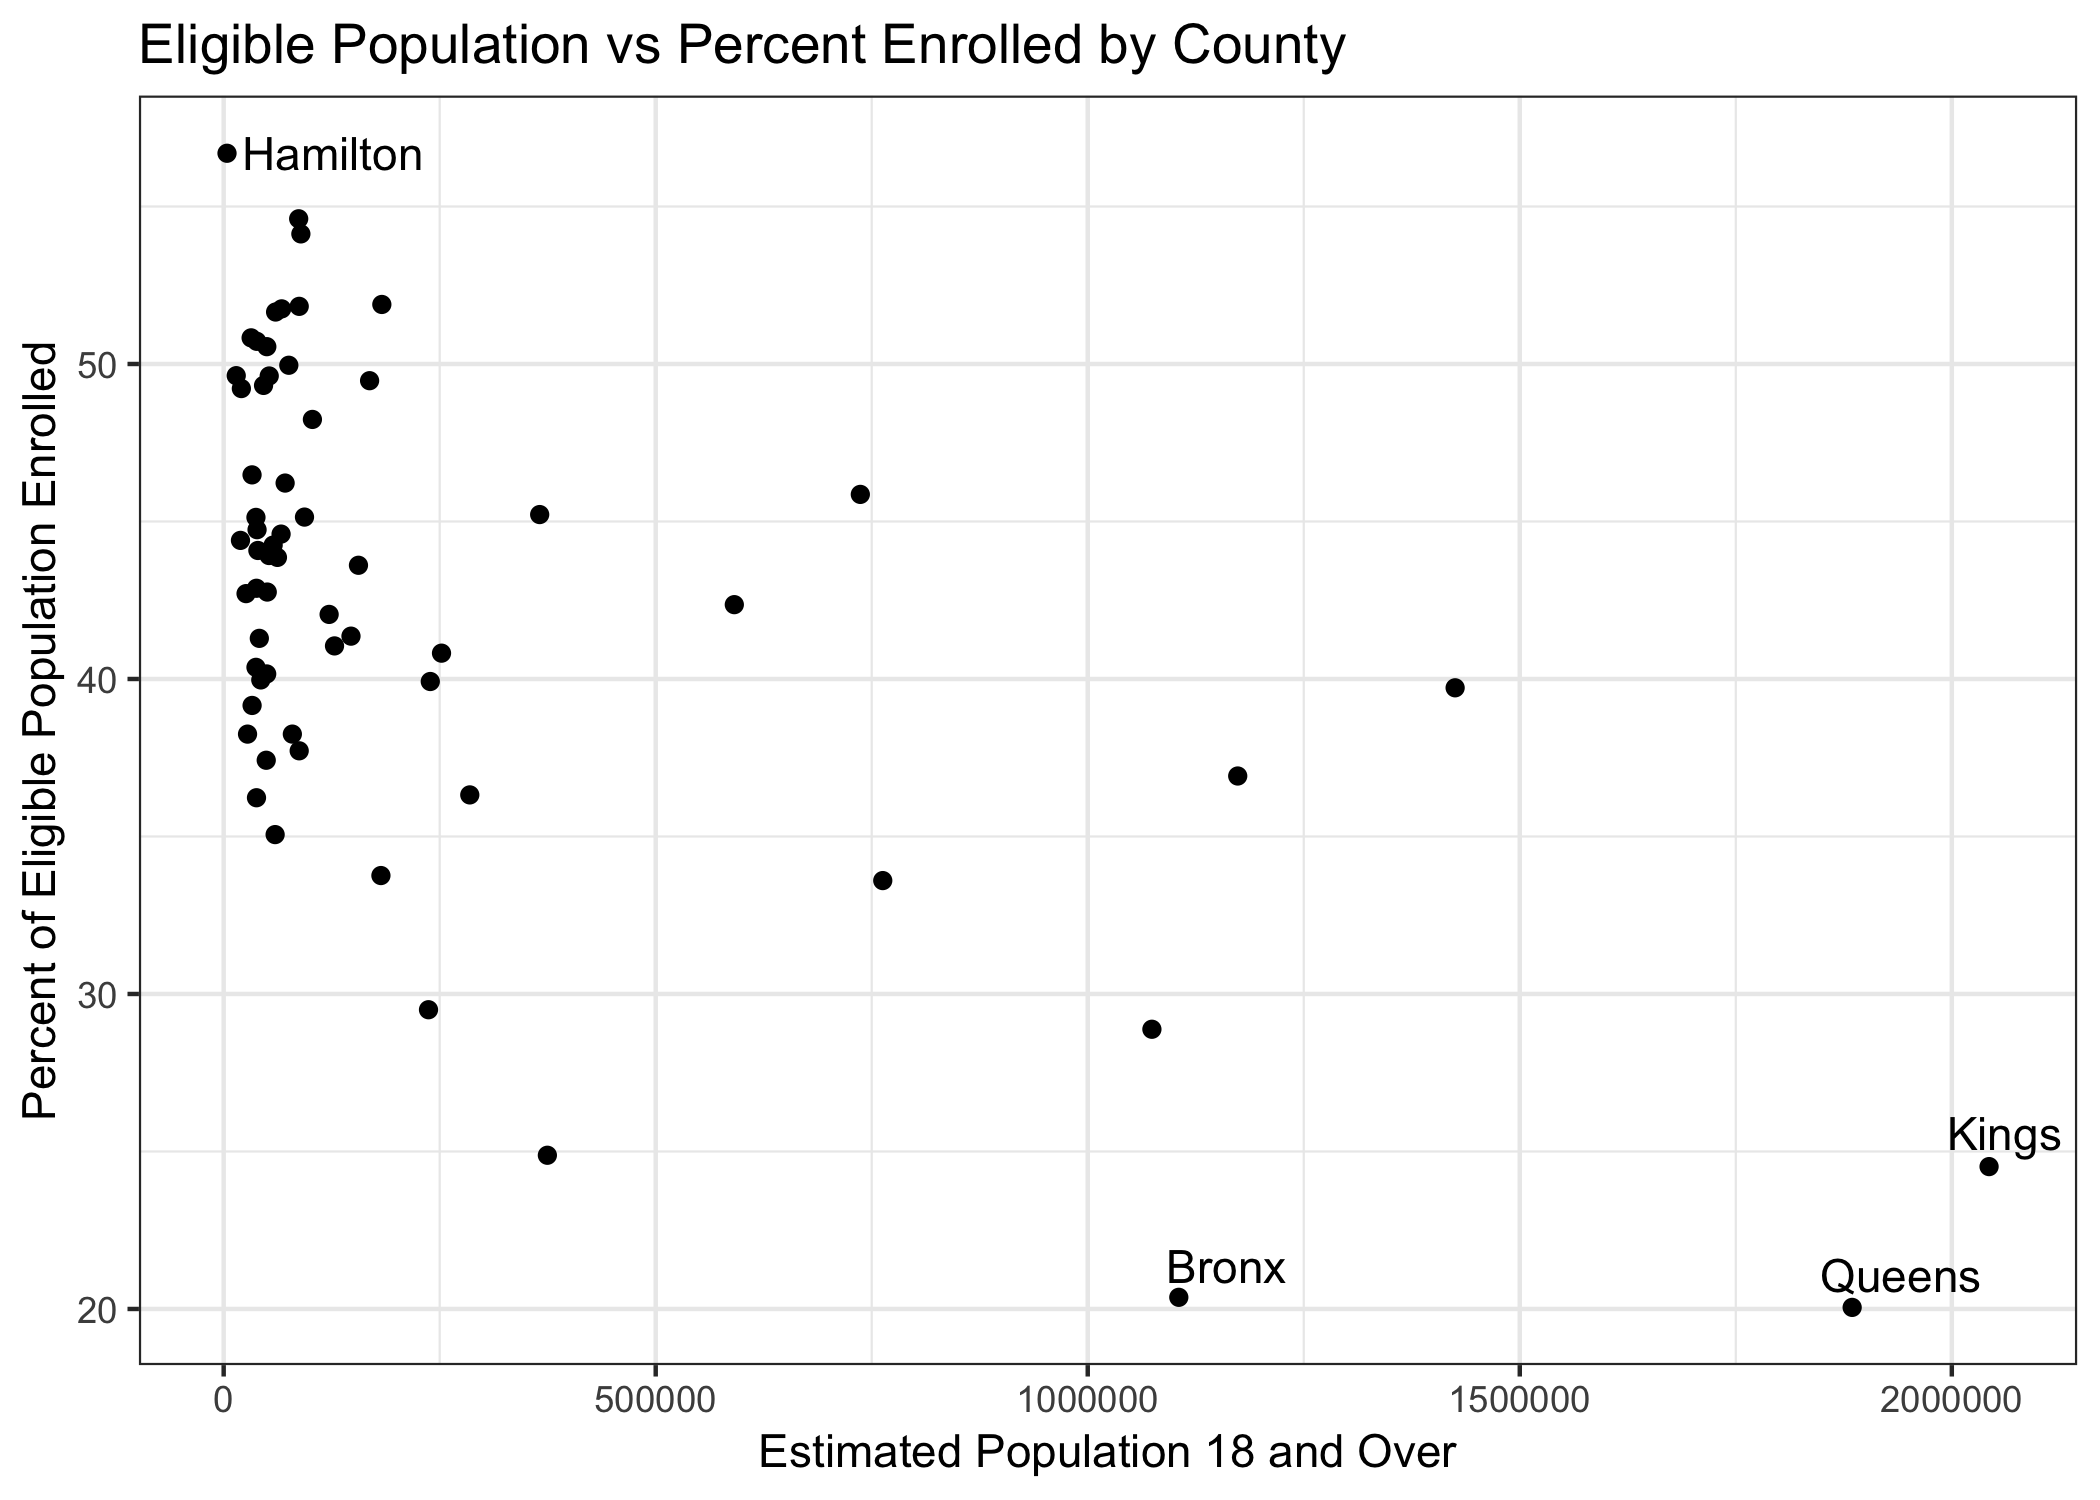 Eligible Population vs Percent Enrolled by County
Hamilton
Kings
Bronx
Queens
50
40
30
20
Percent of Eligible Population Enrolled
0
500000
1000000
1500000
2000000
Estimated Population 18 and Over